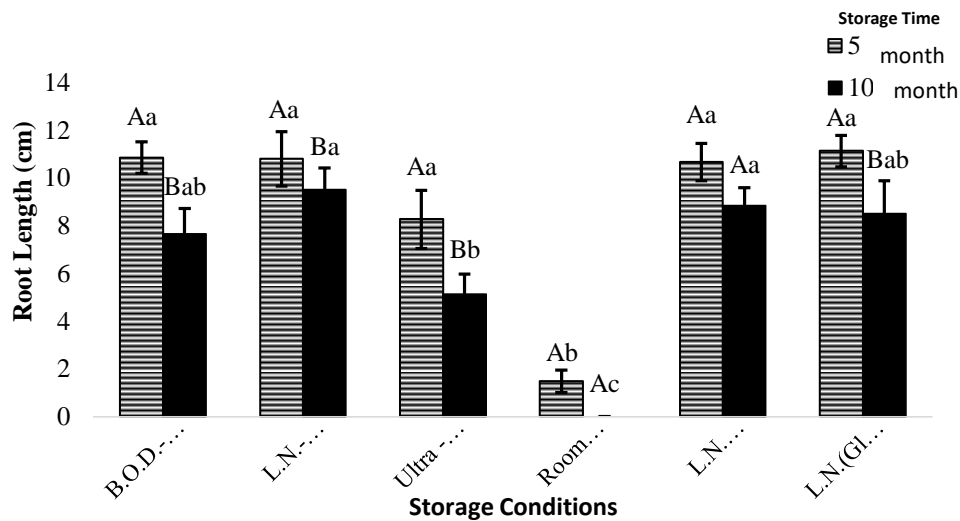 Storage Time
5 month
10 month
14
12
10
8
6
4
2
0
Root Length (cm)
Aa
Bab
Aa
Ba
Aa
Bb
Ab
Ac
Aa
Aa
Aa
Bab
B.O.D.-…
L.N.-…
Ultra -…
Room…
L.N.…
L.N.(Gl…
Storage Conditions